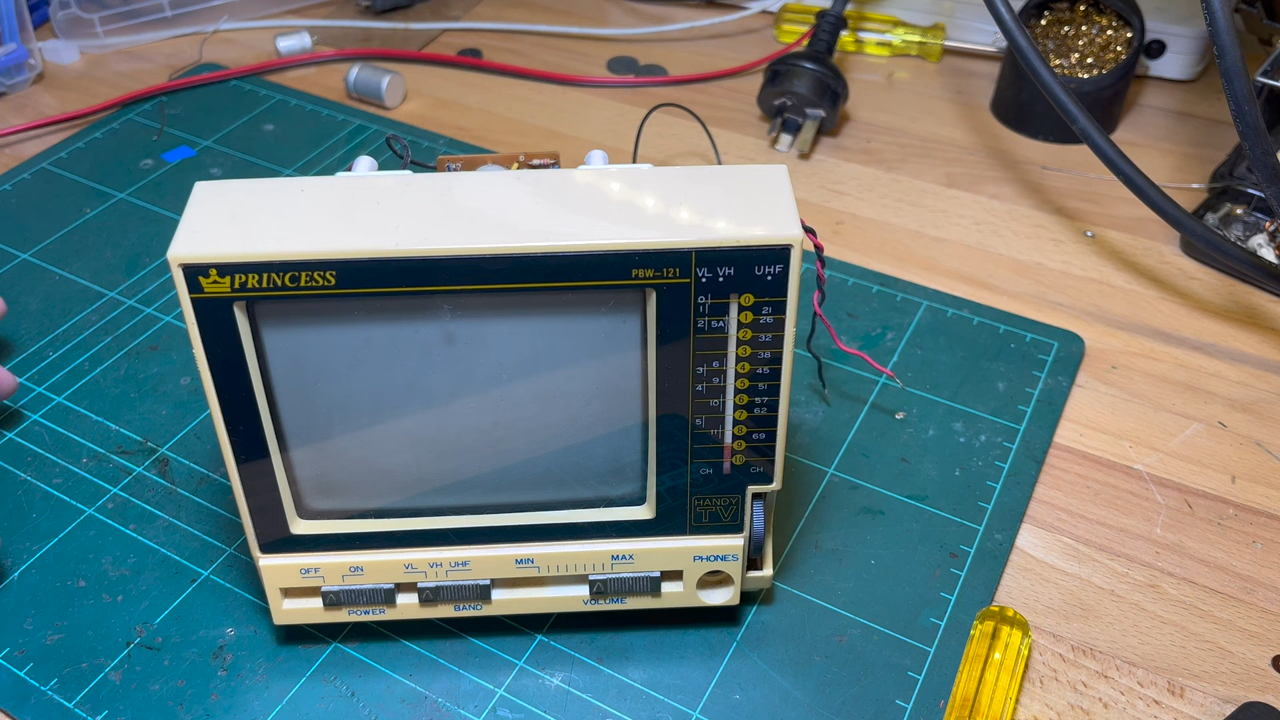 PRINCESS
PBW-121
VL VH UHF
0 0
1 21
1 26
2 5A
2 32
3 38
3 6 4 45
4 9 5 51
10 6 57
7 62
5
11 8 69
9
10
CH CH
HANDY
TV
OFF ON
POWER
VL VH UHF
BAND
MIN MAX
VOLUME
PHONES